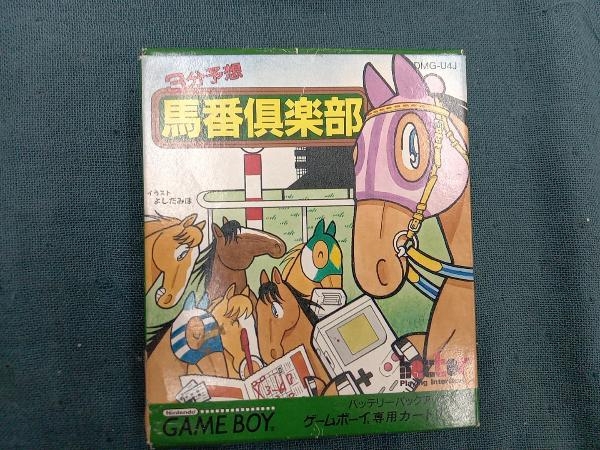 DMG-U4J
3分予想
馬番倶楽部
イラスト
よしだみほ
Playing Interface
バッテリーバックア
Nintendo
GAME BOY
ゲームボーイ専用カート